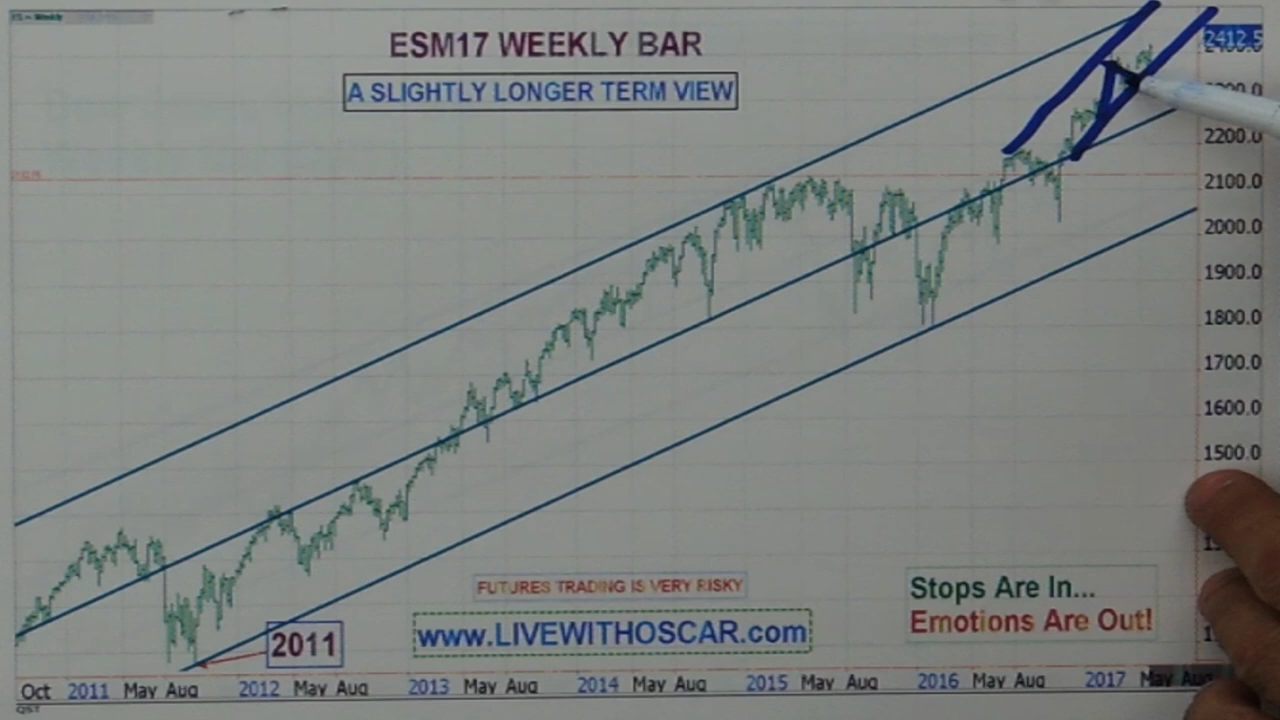 ES - Weekly
ESM17 WEEKLY BAR
A SLIGHTLY LONGER TERM VIEW
2412.5
2200.0
2100.0
2000.0
1900.0
1800.0
1700.0
1600.0
1500.0
FUTURES TRADING IS VERY RISKY
www.LIVEWITHOSCAR.com
Stops Are In...
Emotions Are Out!
2011
Oct 2011 May Aug 2012 May Aug 2013 May Aug 2014 May Aug 2015 May Aug 2016 May Aug 2017 May Aug
QST